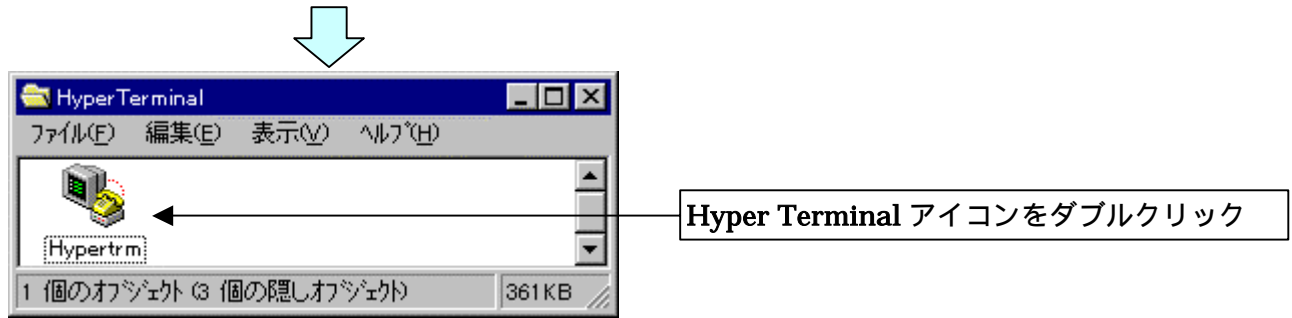 HyperTerminal
ﾌｧｲﾙ(F) 編集(E) 表示(V) ﾍﾙﾌﾟ(H)
Hypertrm
Hyper Terminal アイコンをダブルクリック
1 個のｵﾌﾞｼﾞｪｸﾄ (3 個の隠しｵﾌﾞｼﾞｪｸﾄ) 361KB